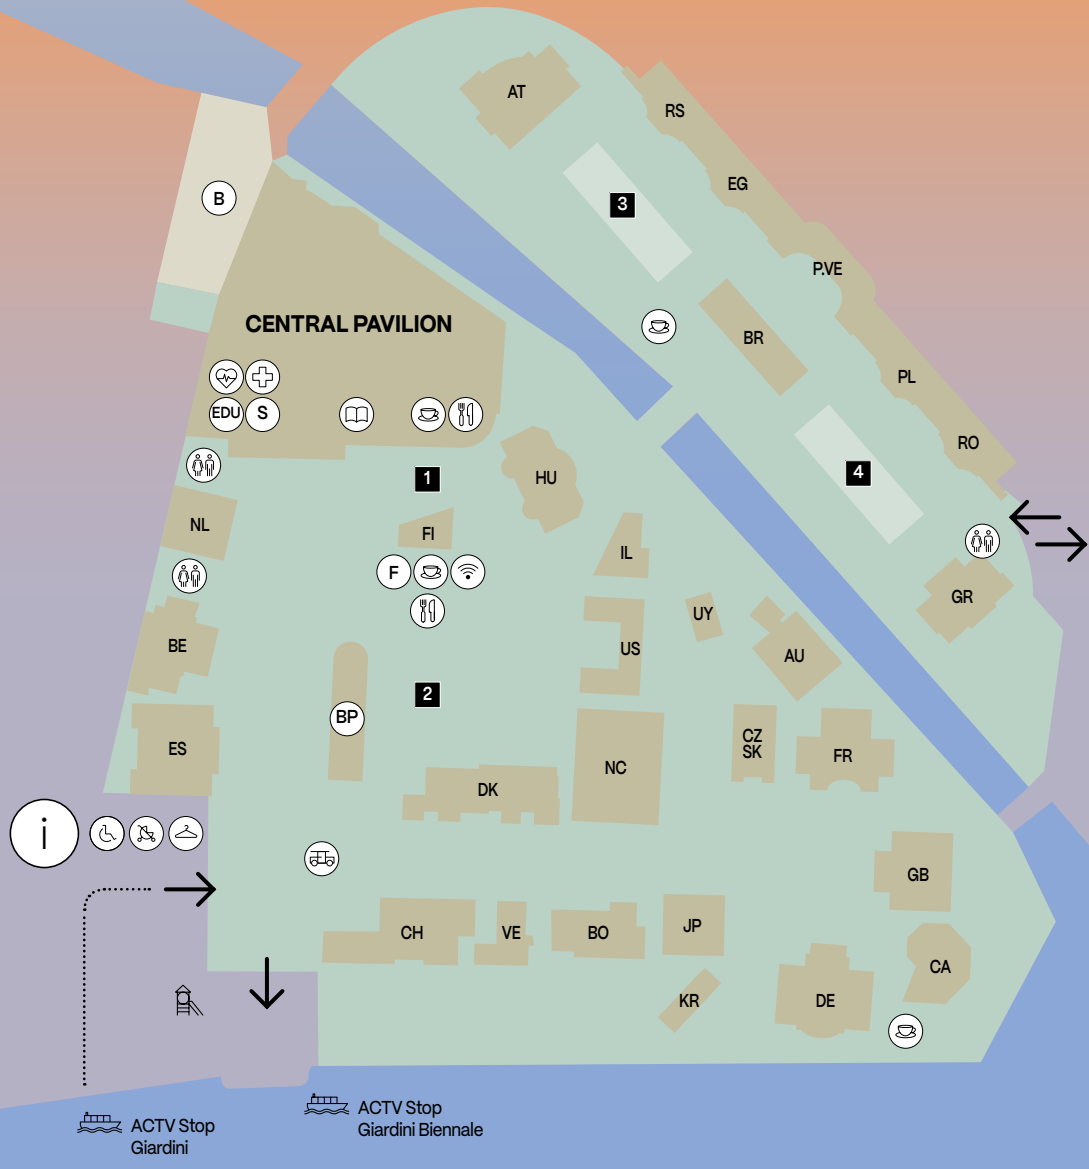 AT
RS
B
3
EG
P.VE
CENTRAL PAVILION
BR
PL
EDU
S
RO
1
HU
4
NL
FI
IL
F
GR
UY
BE
US
AU
2
BP
CZ
SK
ES
FR
NC
DK
i
GB
CH
VE
BO
JP
CA
KR
DE
ACTV Stop
Giardini
ACTV Stop
Giardini Biennale